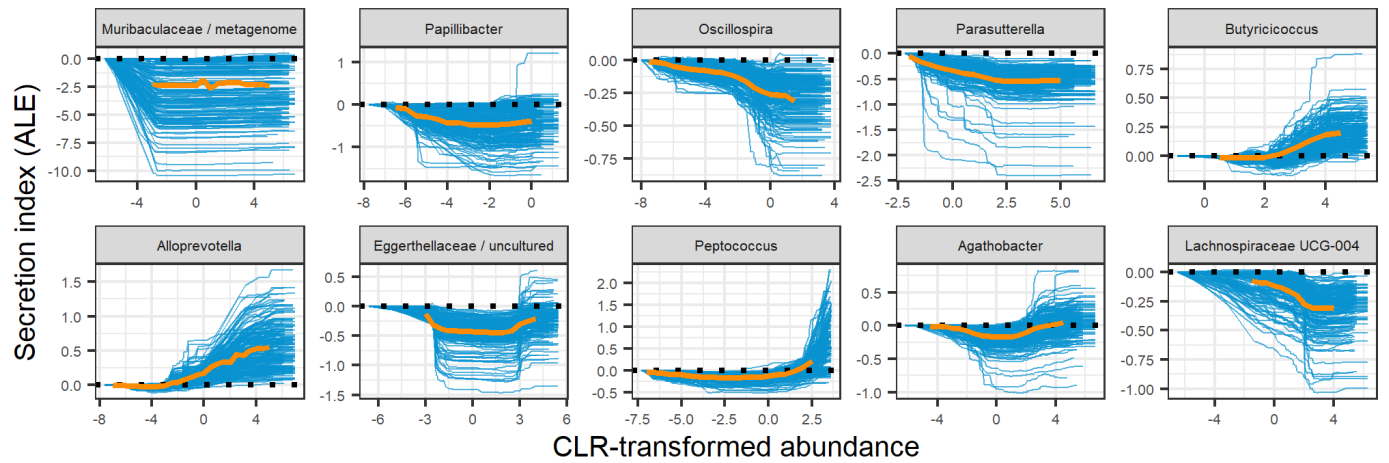 Secretion index (ALE)
Muribaculaceae / metagenome
0.0
-2.5
-5.0
-7.5
-10.0
-4 0 4
Papillibacter
1
0
-1
-8 -6 -4 -2 0
Oscillospira
0.00
-0.25
-0.50
-0.75
-8 -4 0 4
Parasutterella
0.0
-0.5
-1.0
-1.5
-2.0
-2.5
-2.5 0.0 2.5 5.0
Butyricicoccus
0.75
0.50
0.25
0.00
0 2 4
Alloprevotella
1.5
1.0
0.5
0.0
-8 -4 0 4
Eggerthellaceae / uncultured
0.5
0.0
-0.5
-1.0
-1.5
-6 -3 0 3 6
Peptococcus
2.0
1.5
1.0
0.5
0.0
-0.5
-7.5 -5.0 -2.5 0.0 2.5
Agathobacter
0.5
0.0
-0.5
-1.0
-4 0 4
Lachnospiraceae UCG-004
0.00
-0.25
-0.50
-0.75
-1.00
-4 0 4
CLR-transformed abundance